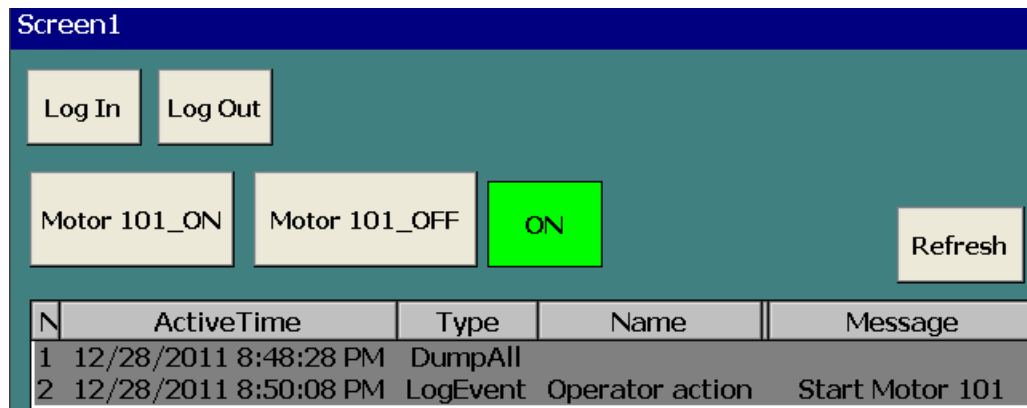 Screen1
Log In Log Out
Motor 101_ON Motor 101_OFF ON
Refresh
N ActiveTime Type Name Message
1 12/28/2011 8:48:28 PM DumpAll
2 12/28/2011 8:50:08 PM LogEvent Operator action Start Motor 101